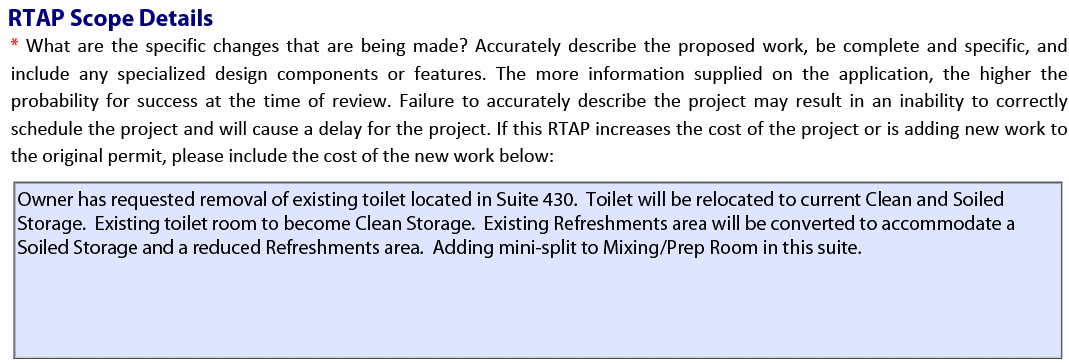 RTAP Scope Details
* What are the specific changes that are being made? Accurately describe the proposed work, be complete and specific, and
include any specialized design components or features. The more information supplied on the application, the higher the
probability for success at the time of review. Failure to accurately describe the project may result in an inability to correctly
schedule the project and will cause a delay for the project. If this RTAP increases the cost of the project or is adding new work to
the original permit, please include the cost of the new work below:
Owner has requested removal of existing toilet located in Suite 430.  Toilet will be relocated to current Clean and Soiled
Storage.  Existing toilet room to become Clean Storage.  Existing Refreshments area will be converted to accommodate a
Soiled Storage and a reduced Refreshments area.  Adding mini-split to Mixing/Prep Room in this suite.